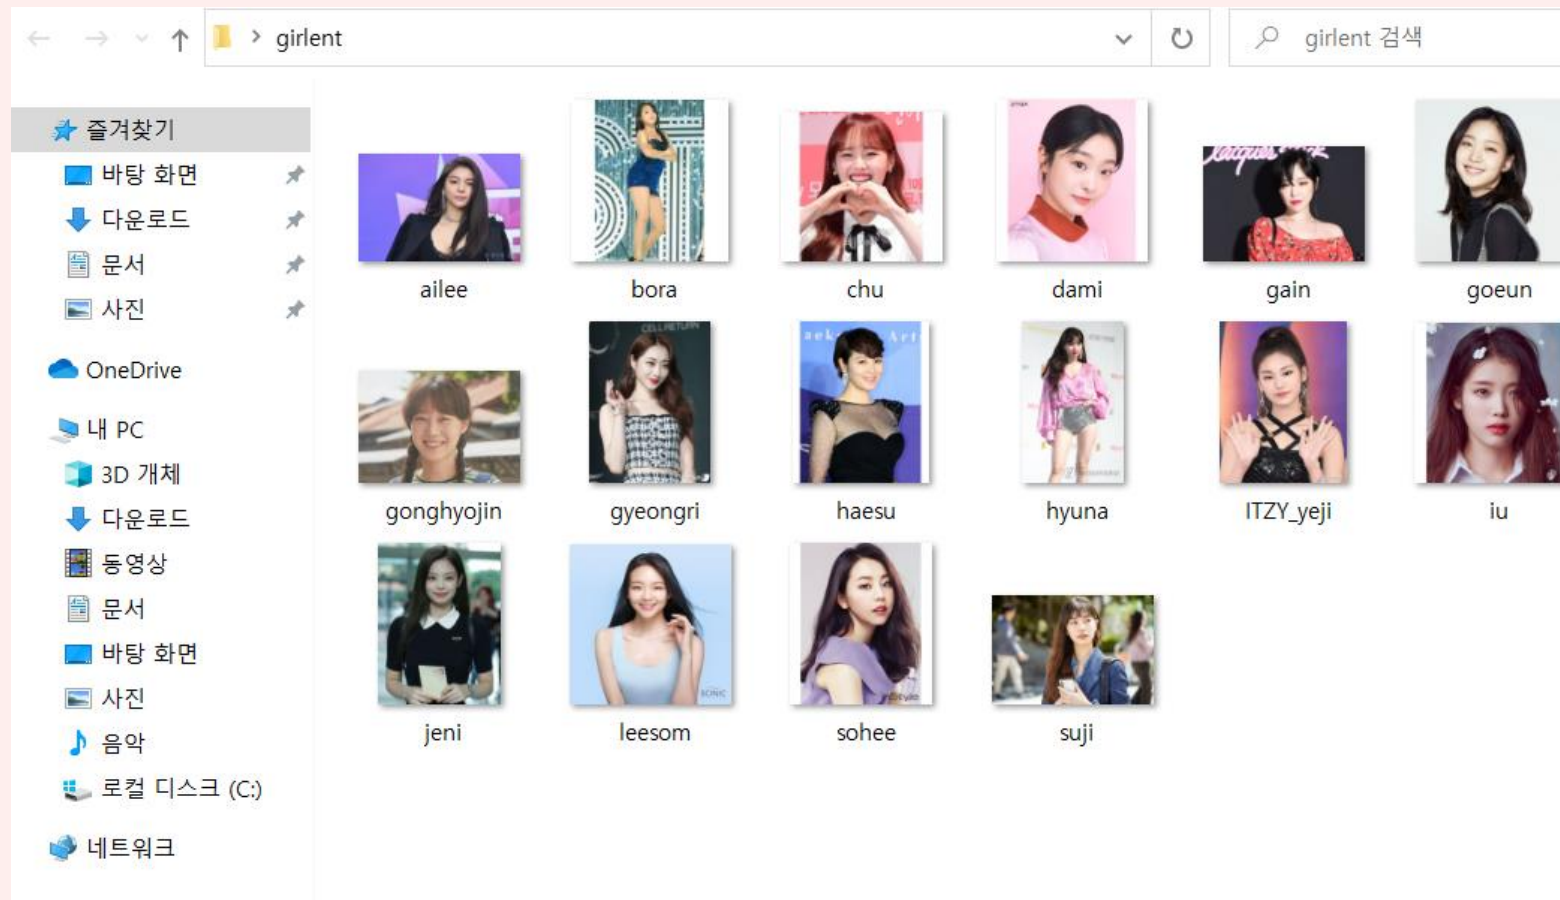 girlent
girlent 검색
즐겨찾기
바탕 화면
다운로드
문서
사진
OneDrive
내 PC
3D 개체
다운로드
동영상
문서
바탕 화면
사진
음악
로컬 디스크 (C:)
네트워크
ailee
bora
chu
dami
gain
goeun
gonghyojin
gyeongri
haesu
hyuna
ITZY_yeji
iu
jeni
leesom
sohee
suji
CELLRETURN